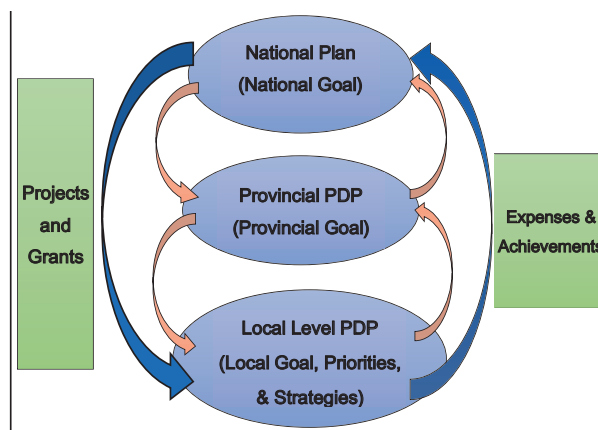 National Plan
(National Goal)
Projects
and
Grants
Provincial PDP
(Provincial Goal)
Expenses &
Achievements
Local Level PDP
(Local Goal, Priorities,
& Strategies)